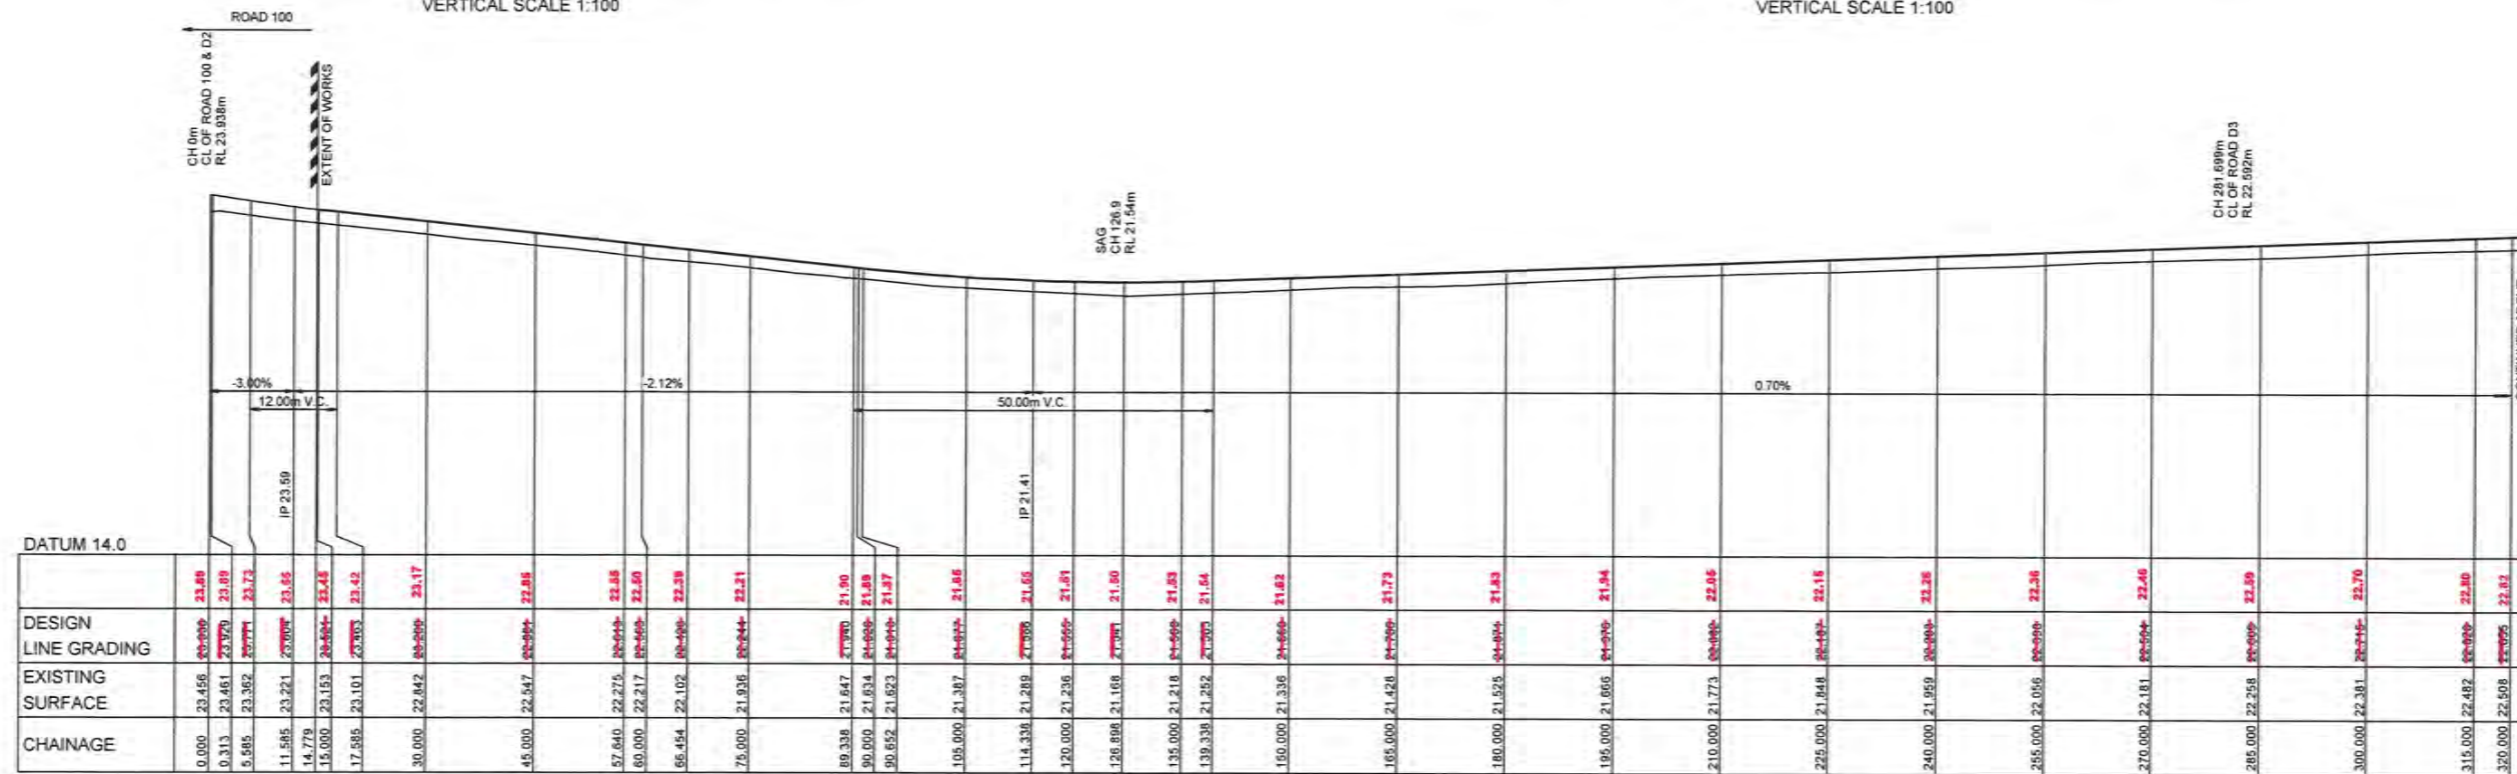 VERTICAL SCALE 1:100
VERTICAL SCALE 1:100
ROAD 100
CH 0m
CL OF ROAD 100 & D2
RL 23.938m
EXTENT OF WORKS
SAG
CH 126.9
RL 21.54m
CH 281.699m
CL OF ROAD D3
RL 22.592m
-3.00%
-2.12%
0.70%
12.00m V.C.
50.00m V.C.
IP 23.59
IP 21.41
DATUM 14.0
23.89 23.89 23.73 23.65 23.45 23.42 23.17 22.85 22.55 22.50 22.39 22.21 21.90 21.89 21.87 21.65 21.55 21.51 21.50 21.53 21.54 21.62 21.73 21.83 21.94 22.05 22.15 22.25 22.36 22.46 22.59 22.70 22.80 22.82
DESIGN
LINE GRADING
EXISTING
SURFACE
23.456 23.461 23.362 23.221 23.153 23.101 22.842 22.547 22.275 22.217 22.102 21.936 21.647 21.634 21.623 21.387 21.289 21.236 21.168 21.218 21.252 21.336 21.428 21.525 21.666 21.773 21.848 21.959 22.056 22.181 22.258 22.381 22.482 22.508
CHAINAGE
0.000 0.313 5.585 11.585 14.779 15.000 17.585 30.000 45.000 57.640 60.000 66.454 75.000 89.338 90.000 90.652 105.000 114.338 120.000 126.898 135.000 139.338 150.000 165.000 180.000 195.000 210.000 225.000 240.000 255.000 270.000 285.000 300.000 315.000 320.000